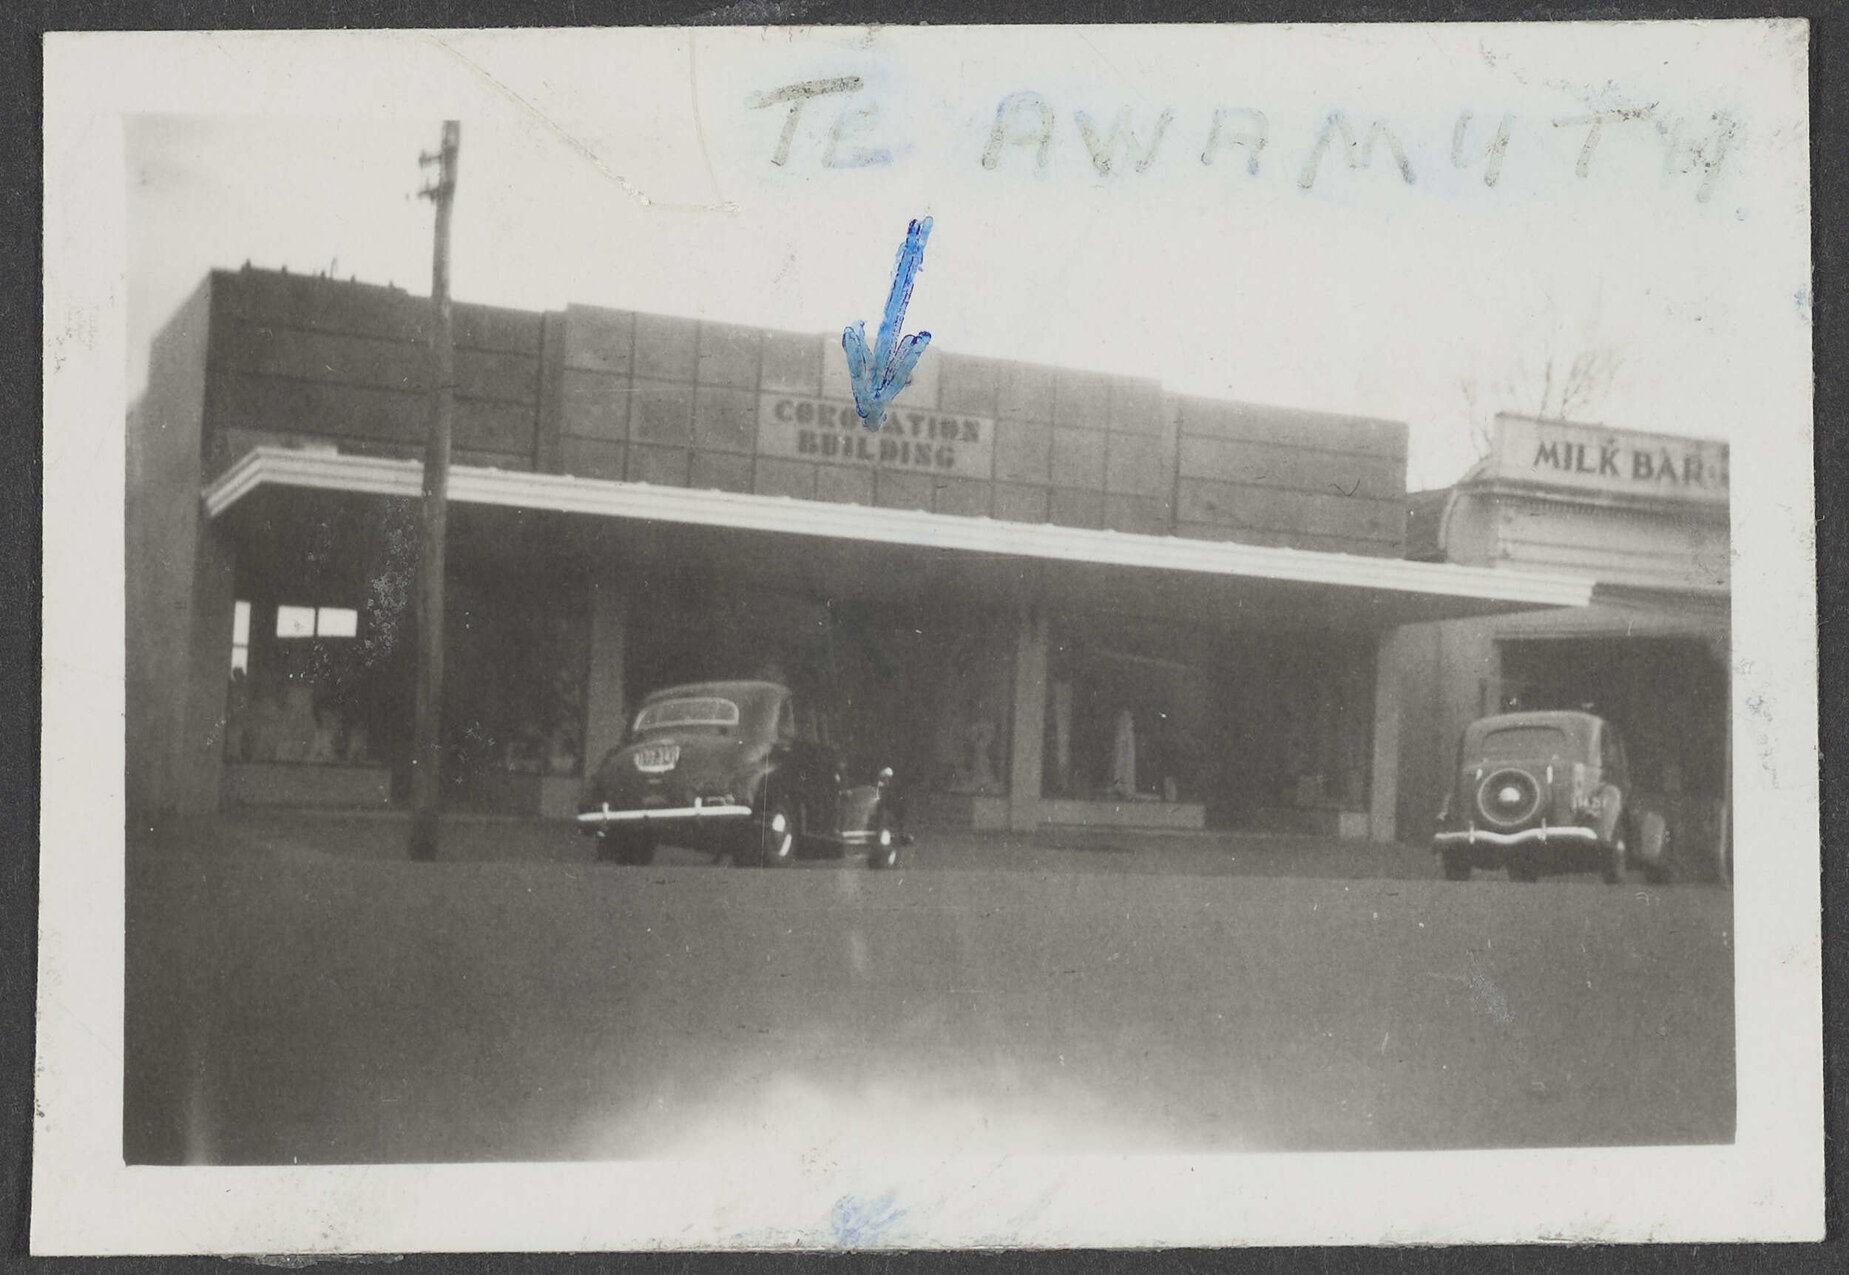 TE AWAMUTU
CORONATION
BUILDING
MILK BAR